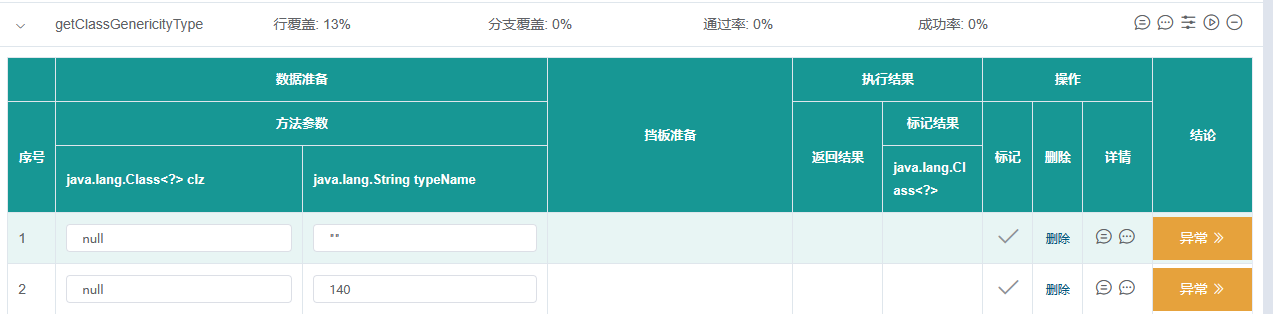 getClassGenericityType 行覆盖: 13% 分支覆盖: 0% 通过率: 0% 成功率: 0%
数据准备 执行结果 操作
方法参数 标记结果
序号 挡板准备 返回结果 标记 删除 详情 结论
java.lang.Class<?> clz java.lang.String typeName java.lang.Cl
ass<?>
1 null "" 删除 异常
2 null 140 删除 异常